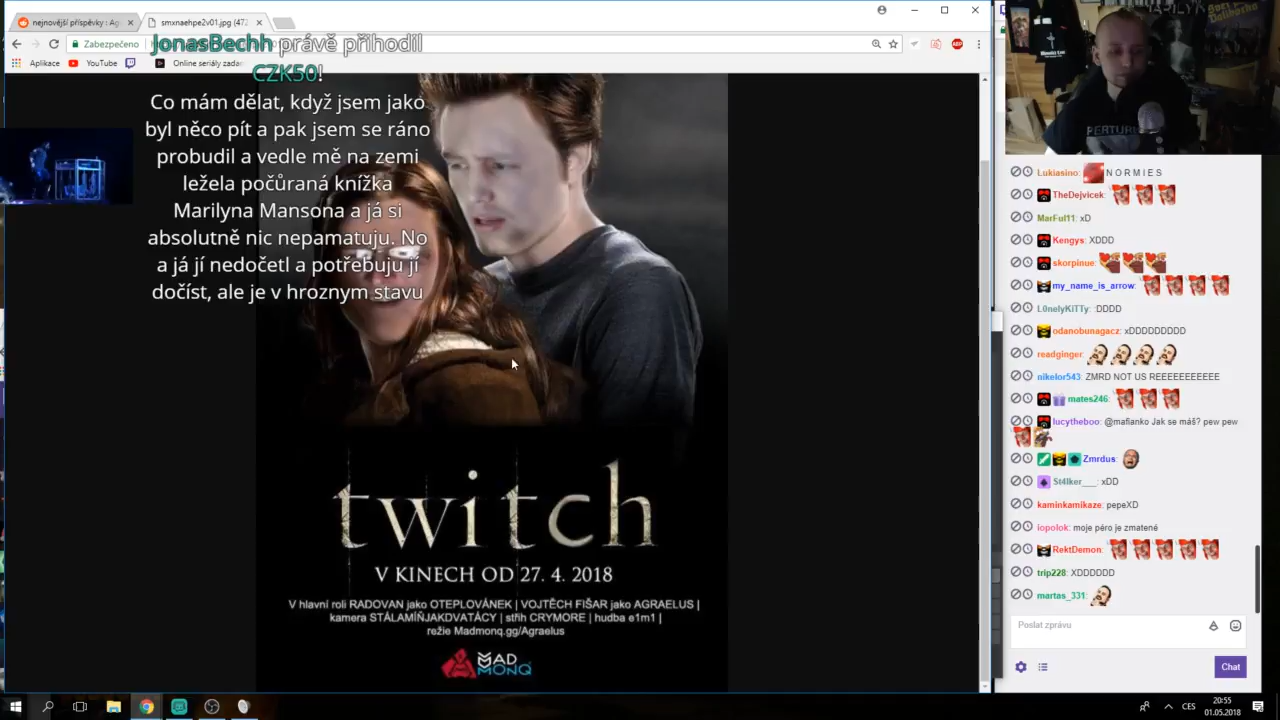 nejnovější příspěvky : Ag
smxnaehpe2v01.jpg (472
Zabezpečeno
JonasBechh právě přihodil
CZK50!
Aplikace
YouTube
Online seriály zadar
Co mám dělat, když jsem jako
byl něco pít a pak jsem se ráno
probudil a vedle mě na zemi
ležela počůraná knížka
Marilyna Mansona a já si
absolutně nic nepamatuju. No
a já jí nedočetl a potřebuju jí
dočíst, ale je v hroznym stavu
twitch
V KINECH OD 27. 4. 2018
V hlavní roli RADOVAN jako OTEPLOVÁNEK | VOJTĚCH FIŠAR jako AGRAELUS |
kamera STÁLAMÍŇJAKDVATÁCY | střih CRYMORE | hudba e1m1 |
režie Madmonq.gg/Agraelus
MAD
MONQ
Lukiasino: N O R M I E S
TheDejvicek:
MarFul11: xD
Kengys: XDDD
skorpinue:
my_name_is_arrow:
L0nelyKiTTy: :DDDD
odanobunagacz: xDDDDDDDDD
readginger:
nikelor543: ZMRD NOT US REEEEEEEEEEE
mates246:
lucytheboo: @mafianko Jak se máš? pew pew
Zmrdus:
St4lker___: xDD
kaminkamikaze: pepeXD
iopolok: moje péro je zmatené
RektDemon:
trip228: XDDDDDD
martas_331:
Poslat zprávu
Chat
CES
20:55
01.05.2018